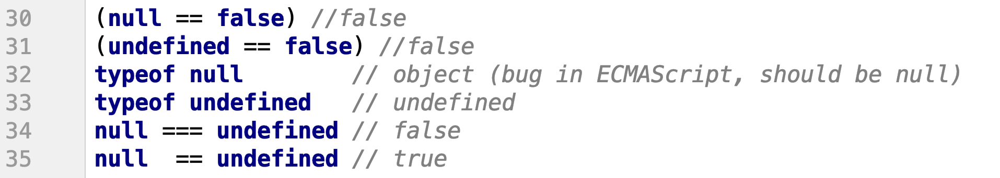 30 (null == false) //false
31 (undefined == false) //false
32 typeof null        // object (bug in ECMAScript, should be null)
33 typeof undefined   // undefined
34 null === undefined // false
35 null  == undefined // true